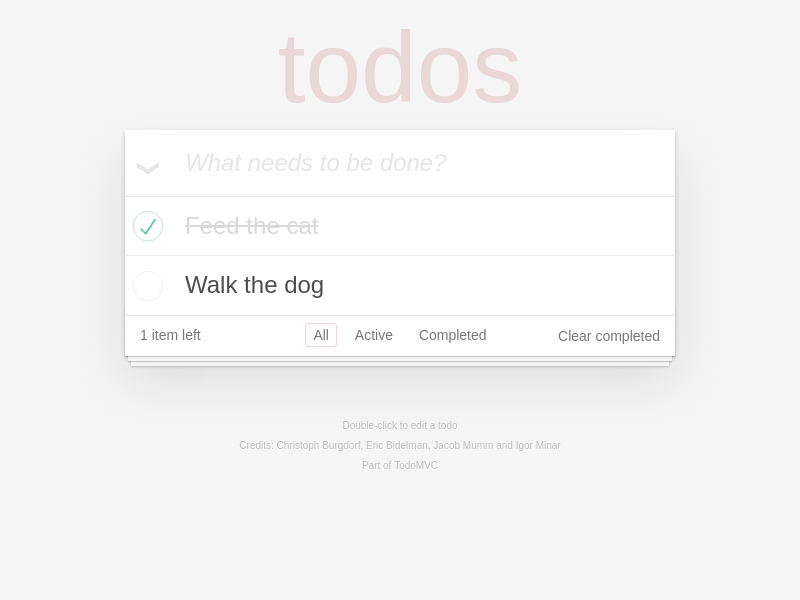 todos
What needs to be done?
Feed the cat
Walk the dog
1 item left All Active Completed Clear completed
Double-click to edit a todo
Credits: Christoph Burgdorf, Eric Bidelman, Jacob Mumm and Igor Minar
Part of TodoMVC